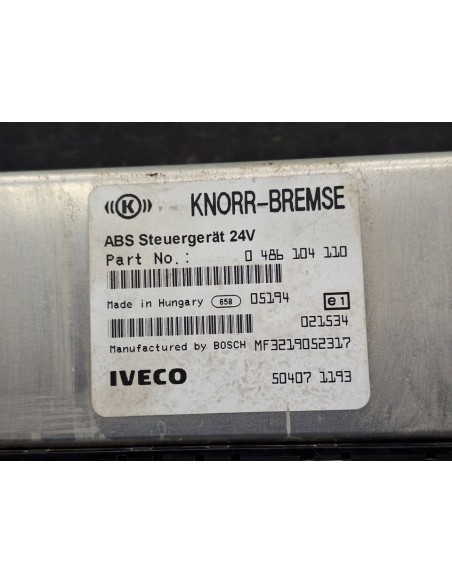 K KNORR-BREMSE
ABS Steuergerät 24V
Part No.: 0 486 104 110
Made in Hungary 658 05194 e1
021534
Manufactured by BOSCH MF3219052317
IVECO 50407 1193